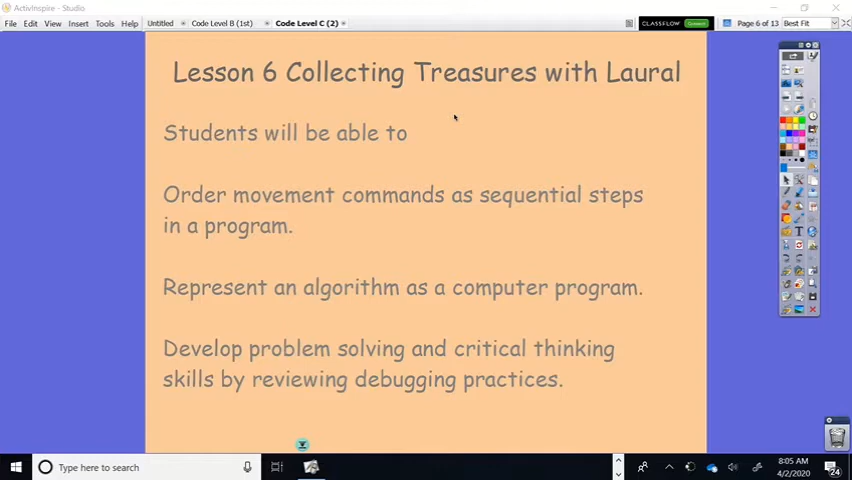 ActivInspire - Studio
File Edit View Insert Tools Untitled Code Level B (1st) Code Level C (2) CLASSFLOW Connect Page 6 of 13 Best Fit
Lesson 6 Collecting Treasures with Laural
Students will be able to
Order movement commands as sequential steps
in a program.
Represent an algorithm as a computer program.
Develop problem solving and critical thinking
skills by reviewing debugging practices.
Type here to search
8:05 AM
4/2/2020
24